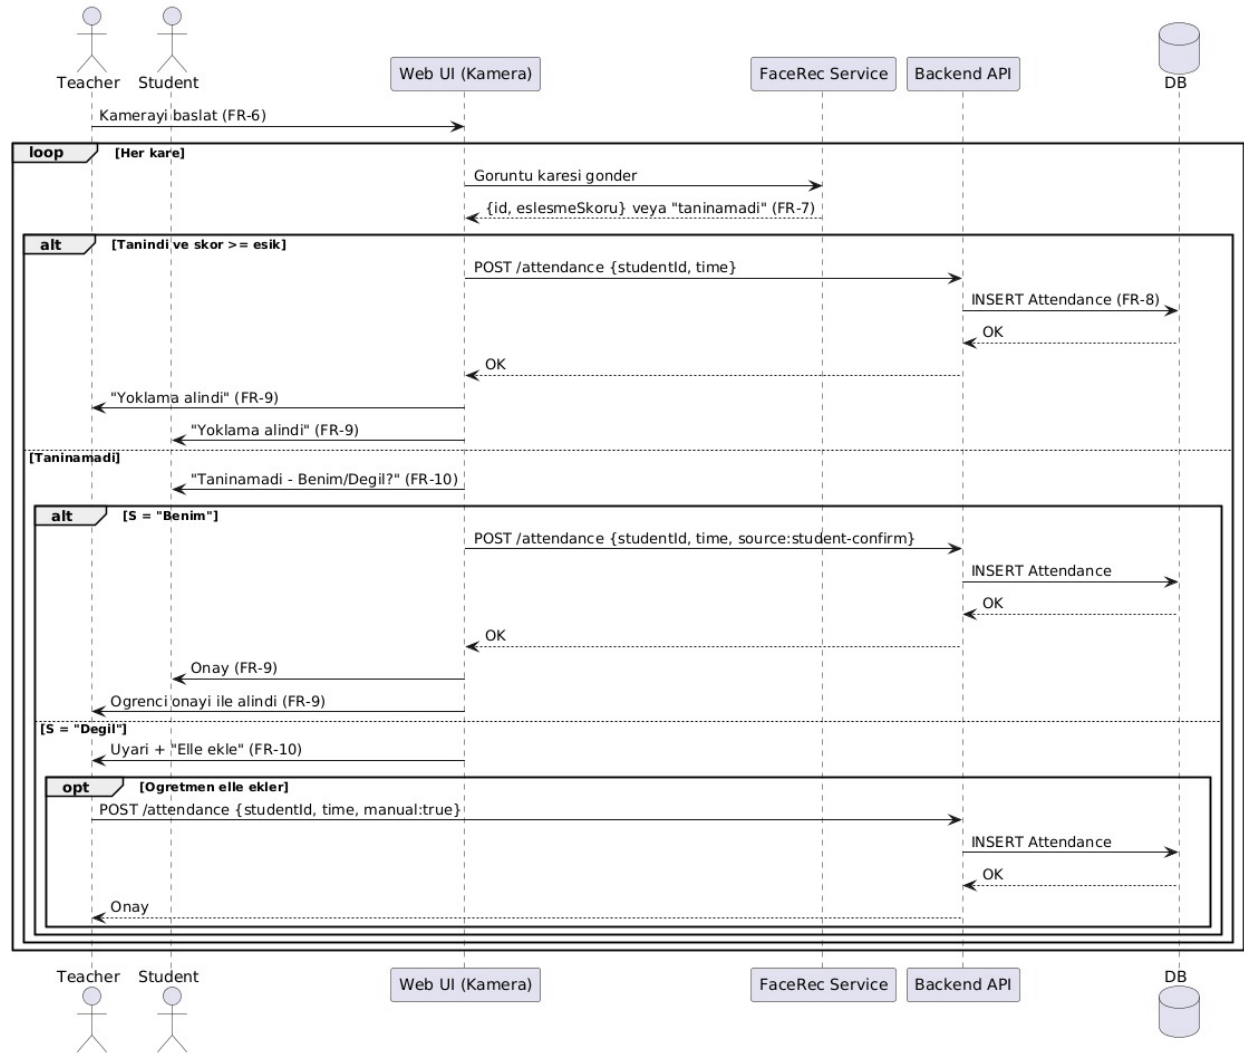 Teacher
Student
Web UI (Kamera)
FaceRec Service
Backend API
DB
Kamerayi baslat (FR-6)
loop
[Her kare]
Goruntu karesi gonder
{id, eslesmeSkoru} veya "taninamadi" (FR-7)
alt
[Tanindi ve skor >= esik]
POST /attendance {studentId, time}
INSERT Attendance (FR-8)
OK
OK
"Yoklama alindi" (FR-9)
"Yoklama alindi" (FR-9)
[Taninamadi]
"Taninamadi - Benim/Degil?" (FR-10)
alt
[S = "Benim"]
POST /attendance {studentId, time, source:student-confirm}
INSERT Attendance
OK
OK
Onay (FR-9)
Ogrenci onayi ile alindi (FR-9)
[S = "Degil"]
Uyari + "Elle ekle" (FR-10)
opt
[Ogretmen elle ekler]
POST /attendance {studentId, time, manual:true}
INSERT Attendance
OK
Onay
Teacher
Student
Web UI (Kamera)
FaceRec Service
Backend API
DB